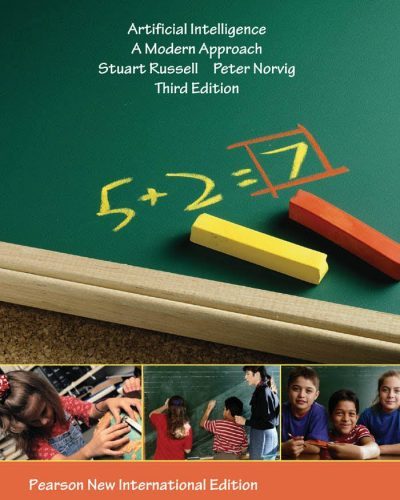 Artificial Intelligence
A Modern Approach
Stuart Russell Peter Norvig
Third Edition
5+2=7
Pearson New International Edition